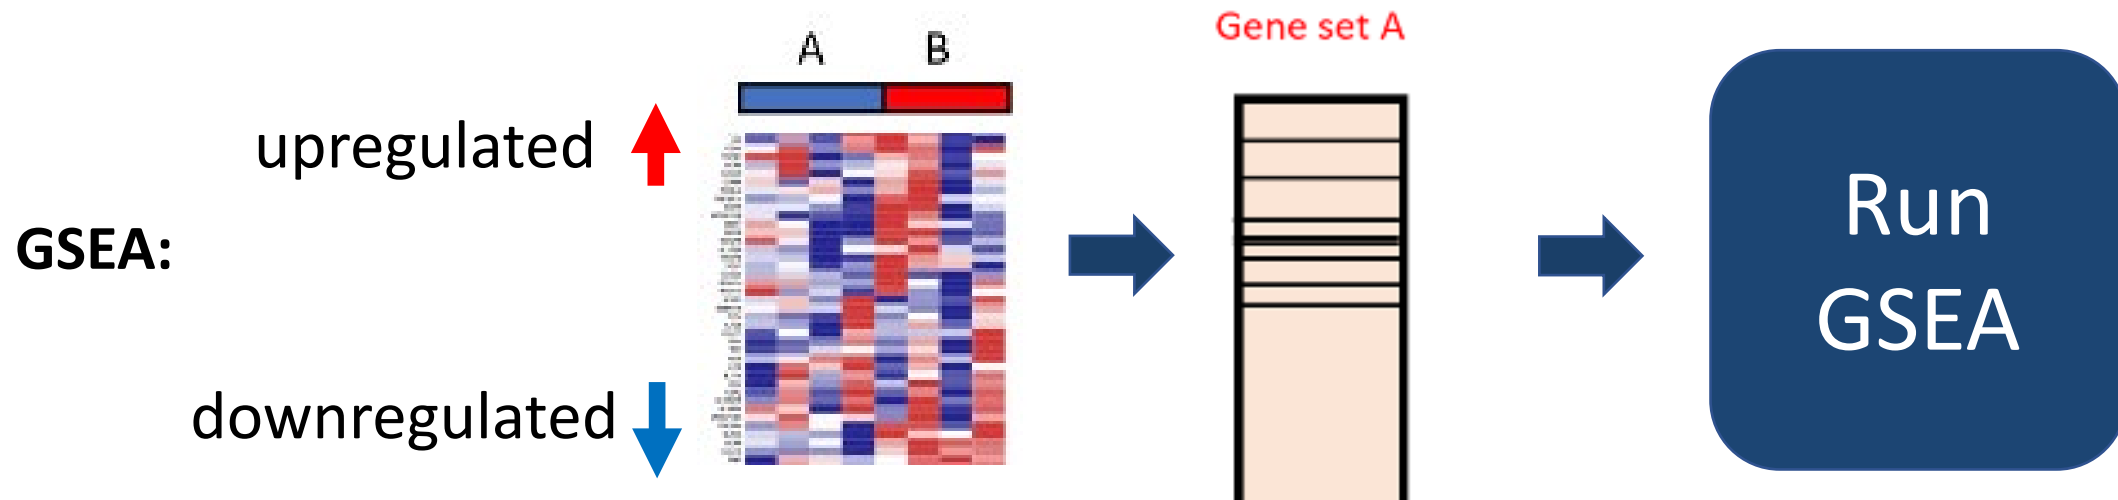 Gene set A
A B
upregulated
GSEA:
downregulated
Run
GSEA